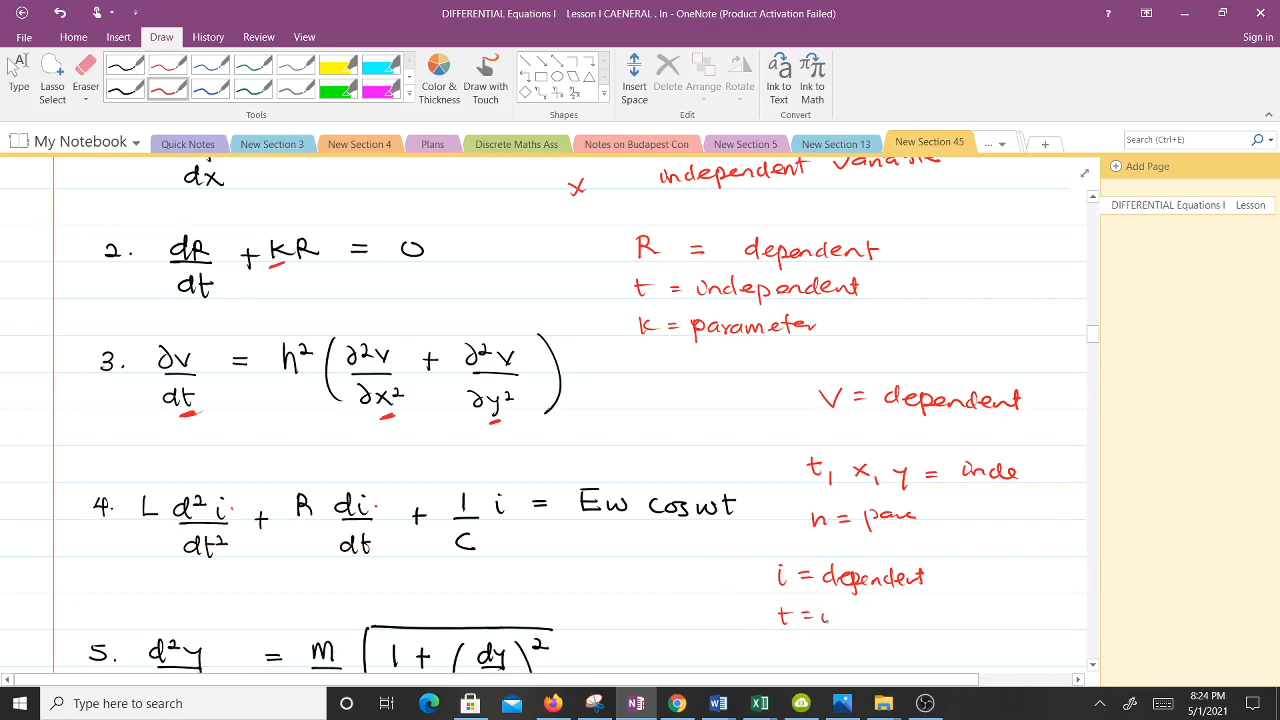 DIFFERENTIAL Equations I Lesson I CAENERAL . In - OneNote (Product Activation Failed)
File Home Insert Draw History Review View
Sign in
Type Lasso Select Eraser Color & Thickness Draw with Touch Insert Space Delete Arrange Rotate Ink to Text Ink to Math
Tools Shapes Edit Convert
My Notebook Quick Notes New Section 3 New Section 4 Plans Discrete Maths Ass Notes on Budapest Con New Section 5 New Section 13 New Section 45 ... Search (Ctrl+E)
Add Page
DIFFERENTIAL Equations I Lesson
dx
x independent variable
2. dR/dt + kR = 0
R = dependent
t = independent
k = parameter
3. ∂v/dt = h² (∂²v/∂x² + ∂²v/∂y²)
V = dependent
t, x, y = inde
h = para
4. L d²i/dt² + R di/dt + 1/C i = Ew cos wt
i = dependent
t = i
5. d²y = m √1 + (dy)²
Type here to search
8:24 PM
5/1/2021